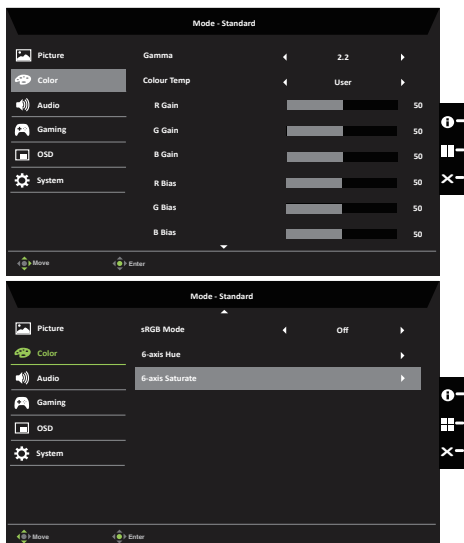 Mode - Standard
Picture Gamma 2.2
Color Colour Temp User
Audio R Gain 50
Gaming G Gain 50
OSD B Gain 50
System R Bias 50
G Bias 50
B Bias 50
Move Enter
Mode - Standard
Picture sRGB Mode Off
Color 6-axis Hue
Audio 6-axis Saturate
Gaming
OSD
System
Move Enter